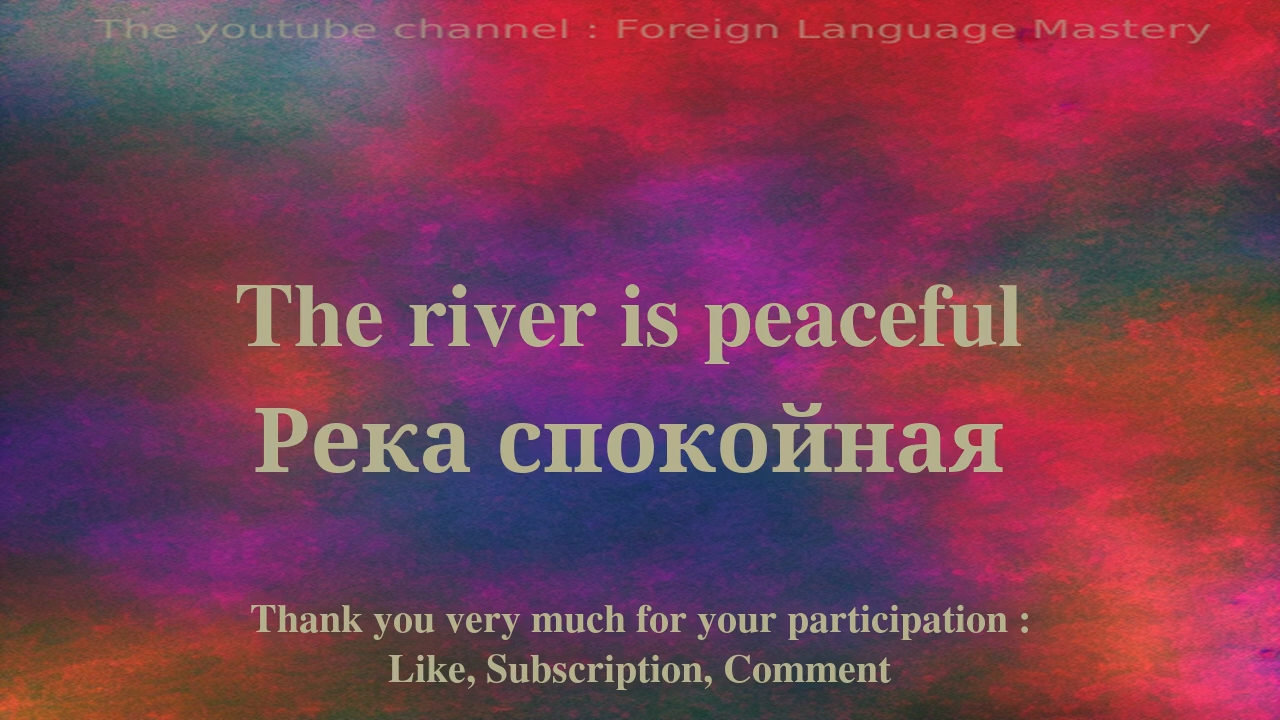 The youtube channel : Foreign Language Mastery
The river is peaceful
Река спокойная
Thank you very much for your participation :
Like, Subscription, Comment